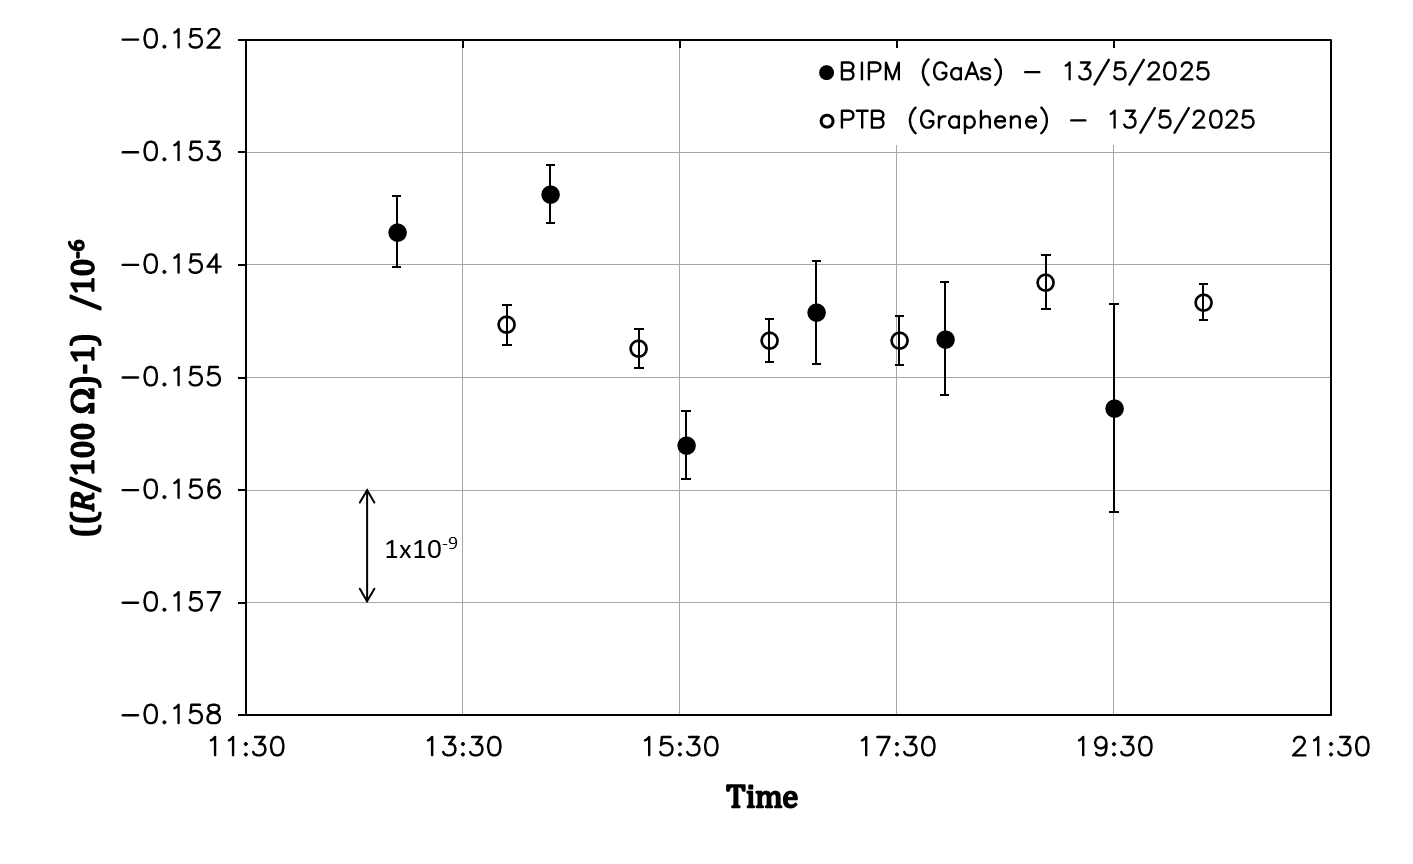 −0.152
−0.153
−0.154
−0.155
−0.156
−0.157
−0.158
((R/100 Ω)-1) /10⁻⁶
BIPM (GaAs) − 13/5/2025
PTB (Graphene) − 13/5/2025
1x10⁻⁹
11:30 13:30 15:30 17:30 19:30 21:30
Time